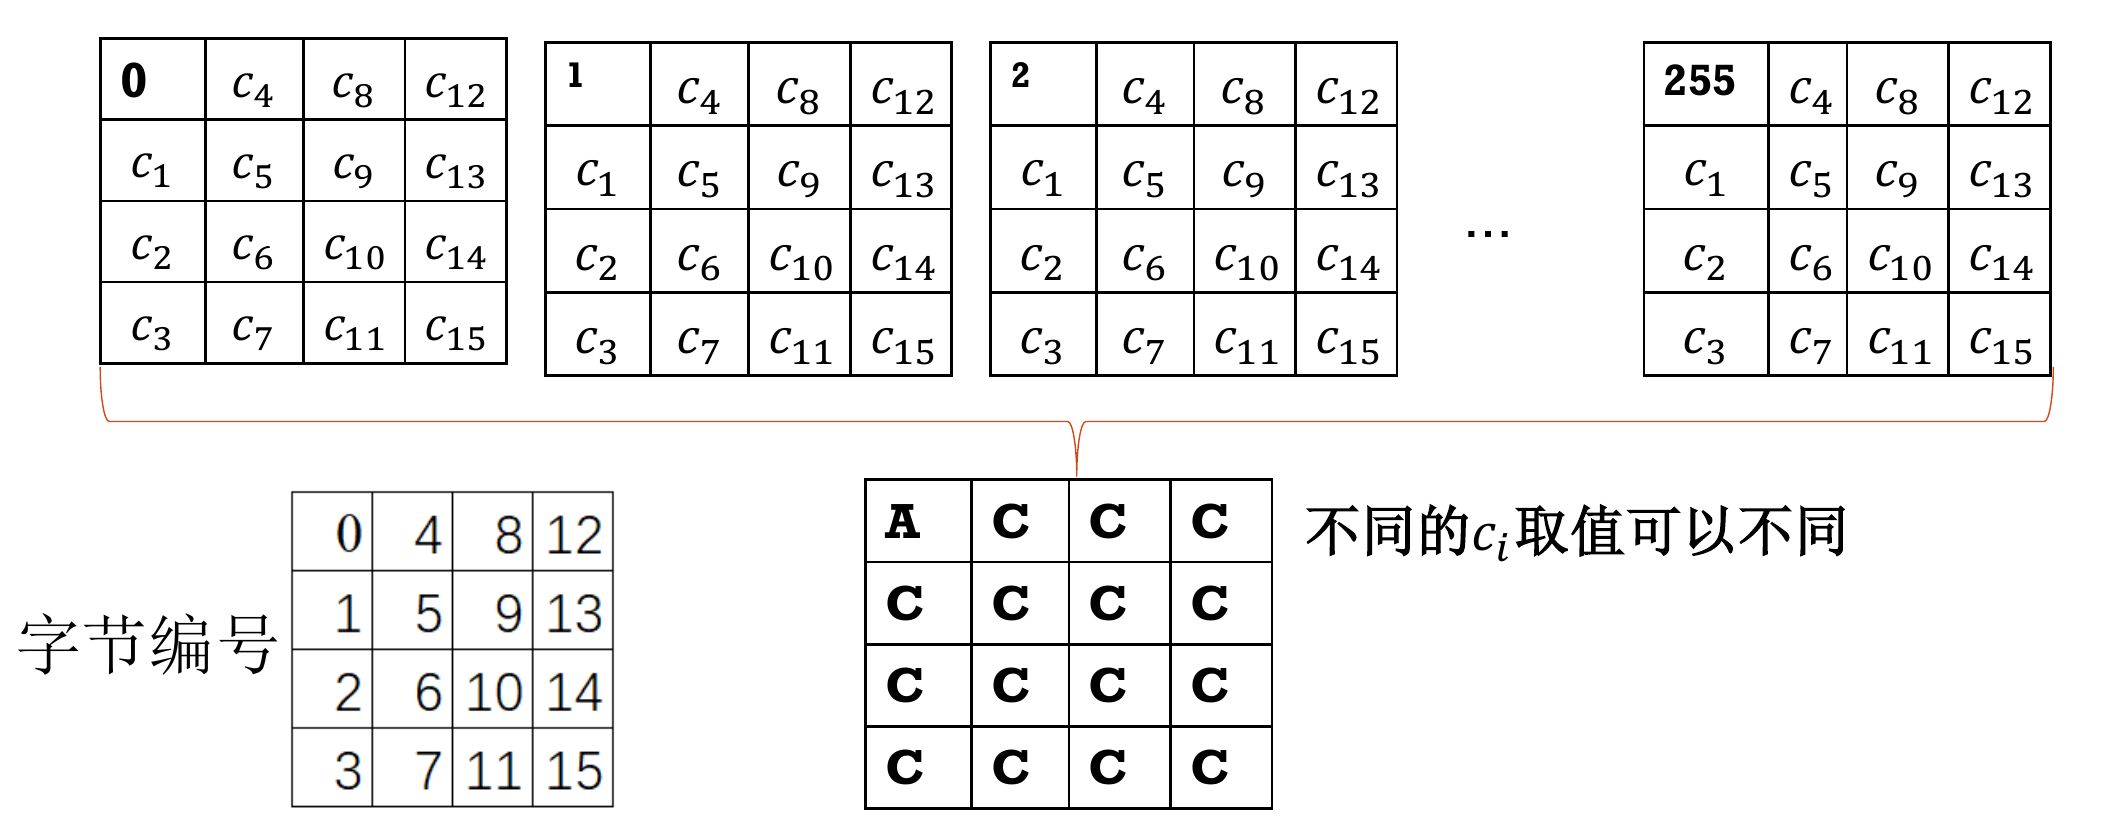 0 c₄ c₈ c₁₂
c₁ c₅ c₉ c₁₃
c₂ c₆ c₁₀ c₁₄
c₃ c₇ c₁₁ c₁₅
1 c₄ c₈ c₁₂
c₁ c₅ c₉ c₁₃
c₂ c₆ c₁₀ c₁₄
c₃ c₇ c₁₁ c₁₅
2 c₄ c₈ c₁₂
c₁ c₅ c₉ c₁₃
c₂ c₆ c₁₀ c₁₄
c₃ c₇ c₁₁ c₁₅
…
255 c₄ c₈ c₁₂
c₁ c₅ c₉ c₁₃
c₂ c₆ c₁₀ c₁₄
c₃ c₇ c₁₁ c₁₅
字节编号
0 4 8 12
1 5 9 13
2 6 10 14
3 7 11 15
A C C C
C C C C
C C C C
C C C C
不同的cᵢ取值可以不同